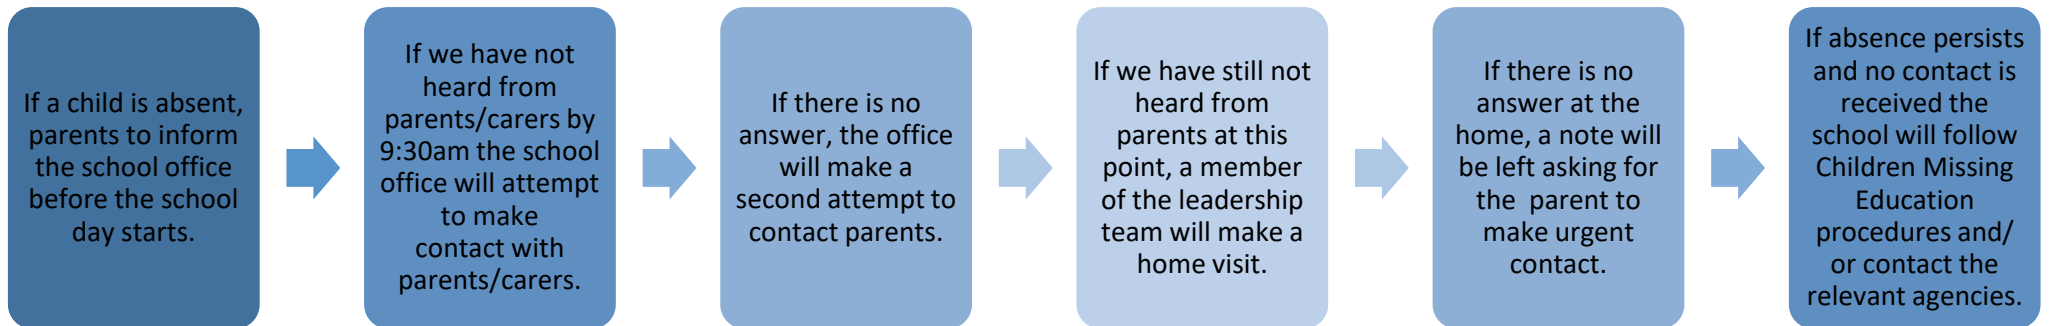 If a child is absent,
parents to inform
the school office
before the school
day starts.
If we have not
heard from
parents/carers by
9:30am the school
office will attempt
to make
contact with
parents/carers.
If there is no
answer, the office
will make a
second attempt to
contact parents.
If we have still not
heard from
parents at this
point, a member
of the leadership
team will make a
home visit.
If there is no
answer at the
home, a note will
be left asking for
the  parent to
make urgent
contact.
If absence persists
and no contact is
received the
school will follow
Children Missing
Education
procedures and/
or contact the
relevant agencies.